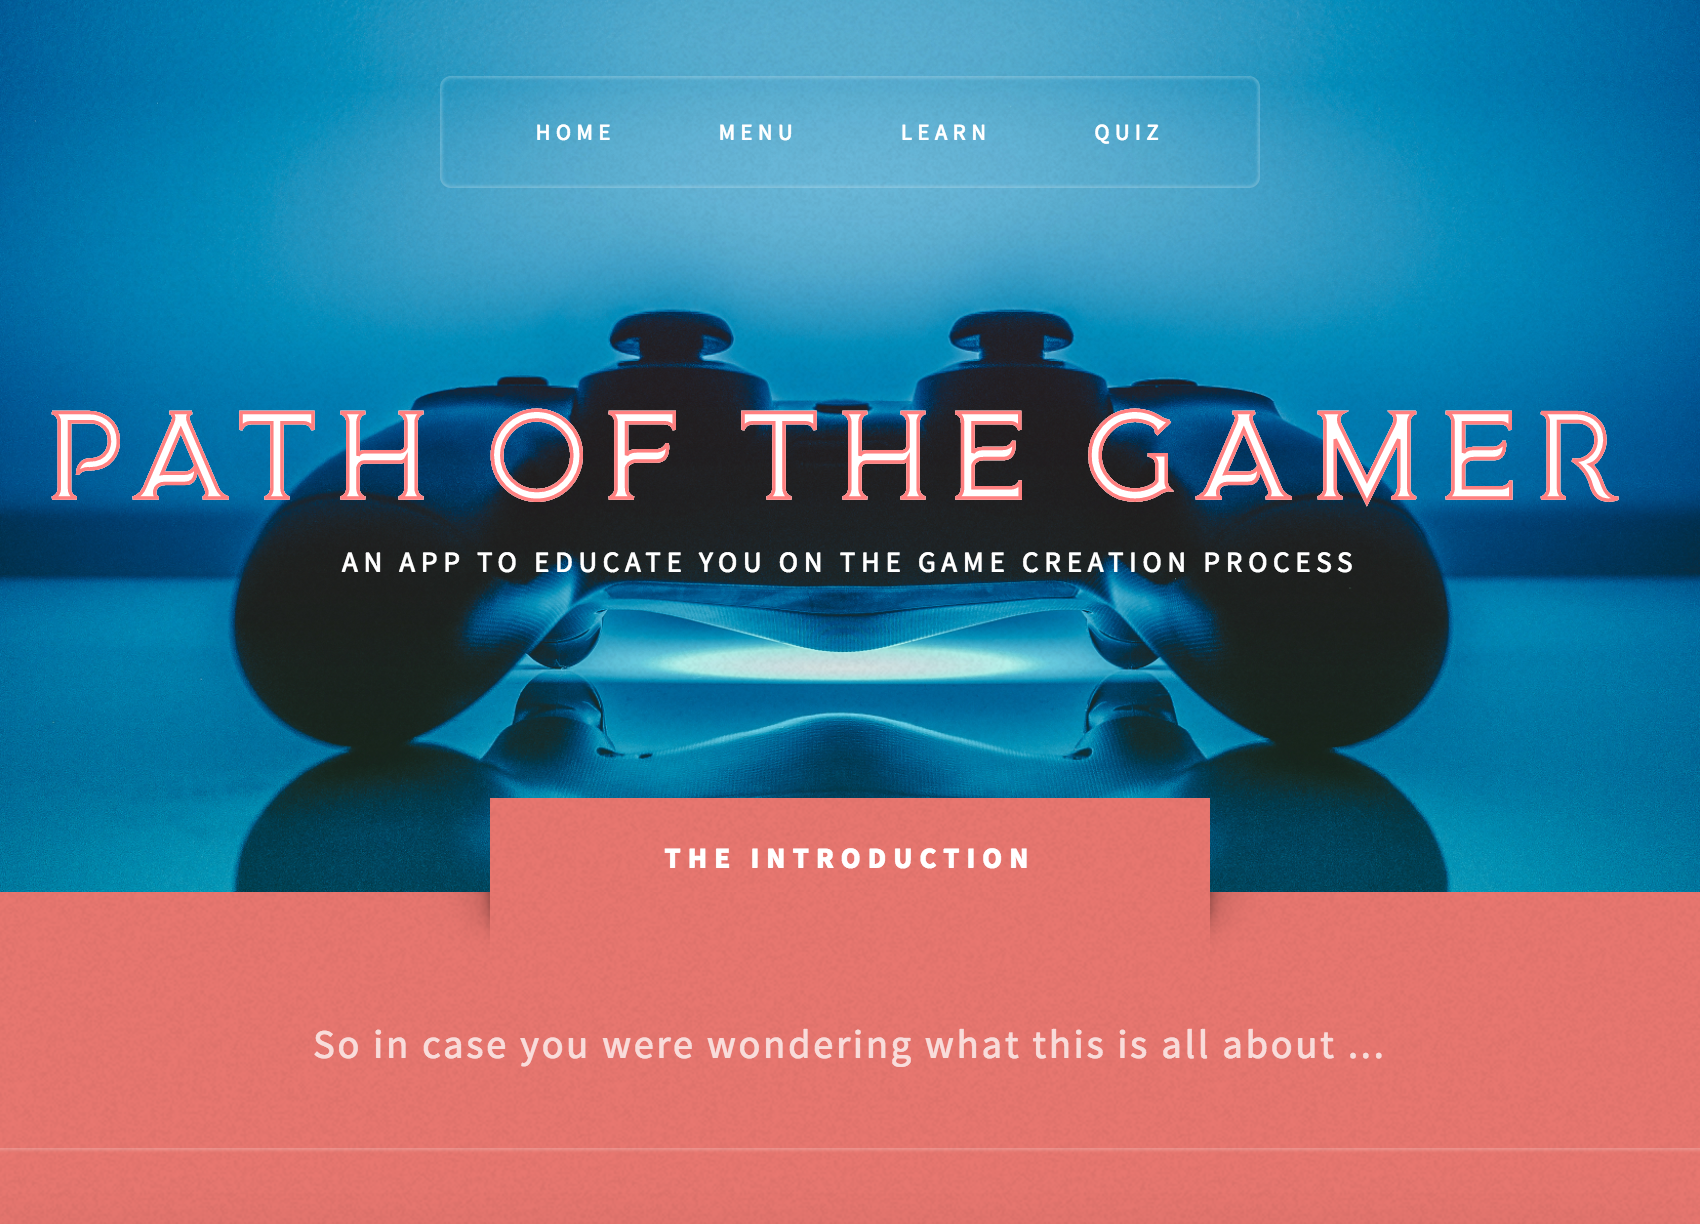 HOME MENU LEARN QUIZ
PATH OF THE GAMER
AN APP TO EDUCATE YOU ON THE GAME CREATION PROCESS
THE INTRODUCTION
So in case you were wondering what this is all about ...